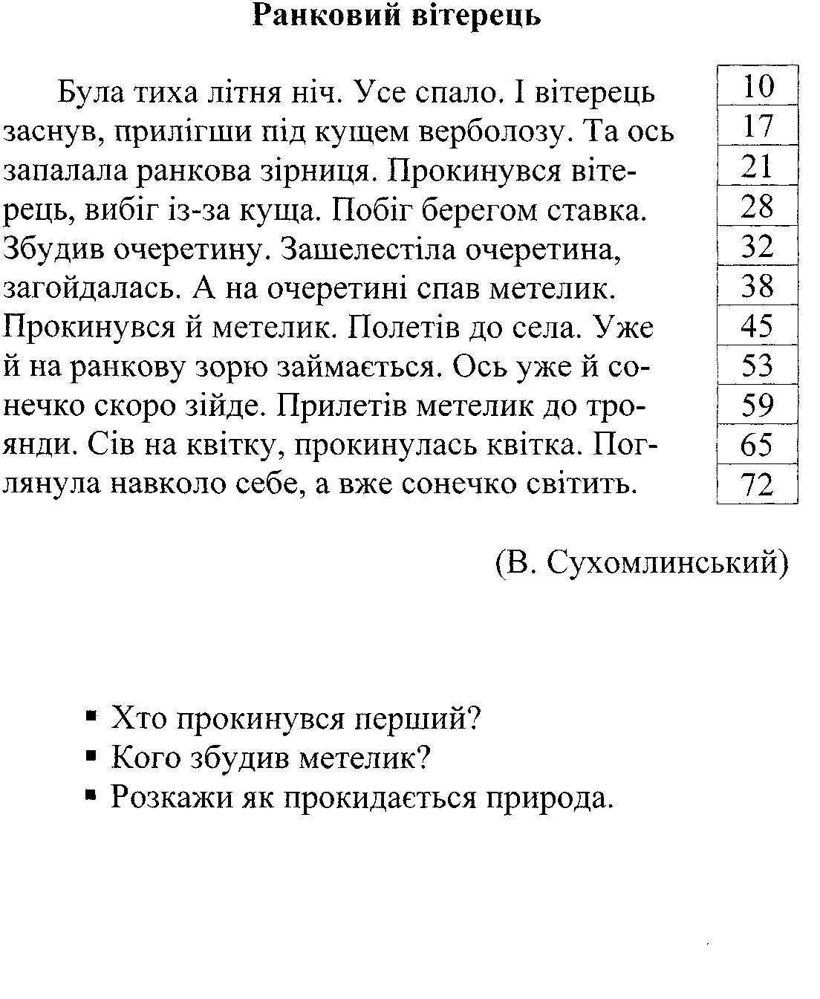 Ранковий вітерець
Була тиха літня ніч. Усе спало. І вітерець 10
заснув, прилігши під кущем верболозу. Та ось 17
запалала ранкова зірниця. Прокинувся віте- 21
рець, вибіг із-за куща. Побіг берегом ставка. 28
Збудив очеретину. Зашелестіла очеретина, 32
загойдалась. А на очеретині спав метелик. 38
Прокинувся й метелик. Полетів до села. Уже 45
й на ранкову зорю займається. Ось уже й со- 53
нечко скоро зійде. Прилетів метелик до тро- 59
янди. Сів на квітку, прокинулась квітка. Пог- 65
лянула навколо себе, а вже сонечко світить. 72
(В. Сухомлинський)
▪ Хто прокинувся перший?
▪ Кого збудив метелик?
▪ Розкажи як прокидається природа.